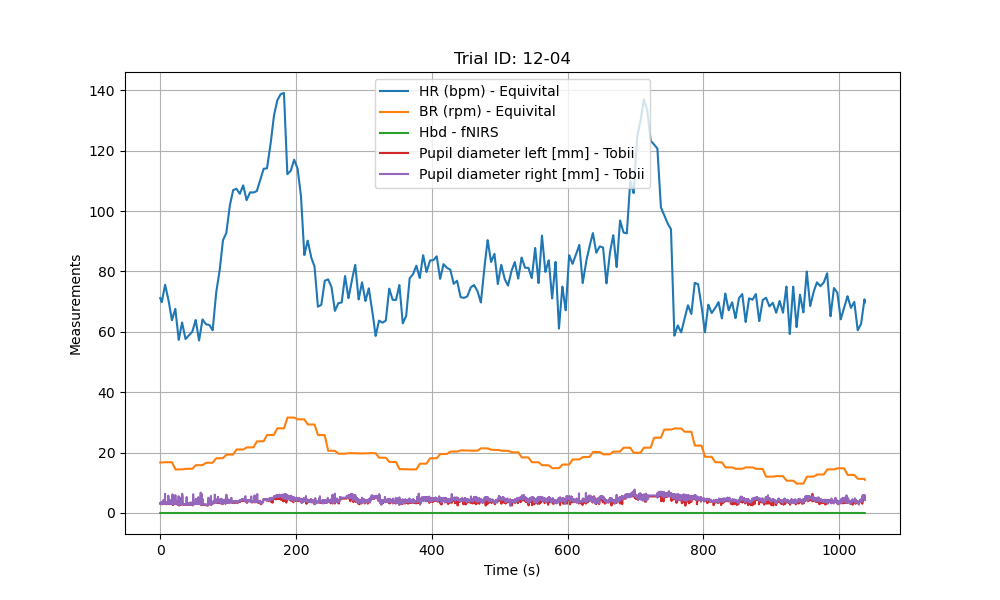 Trial ID: 12-04
HR (bpm) - Equivital
BR (rpm) - Equivital
Hbd - fNIRS
Pupil diameter left [mm] - Tobii
Pupil diameter right [mm] - Tobii
Measurements
140
120
100
80
60
40
20
0
0 200 400 600 800 1000
Time (s)